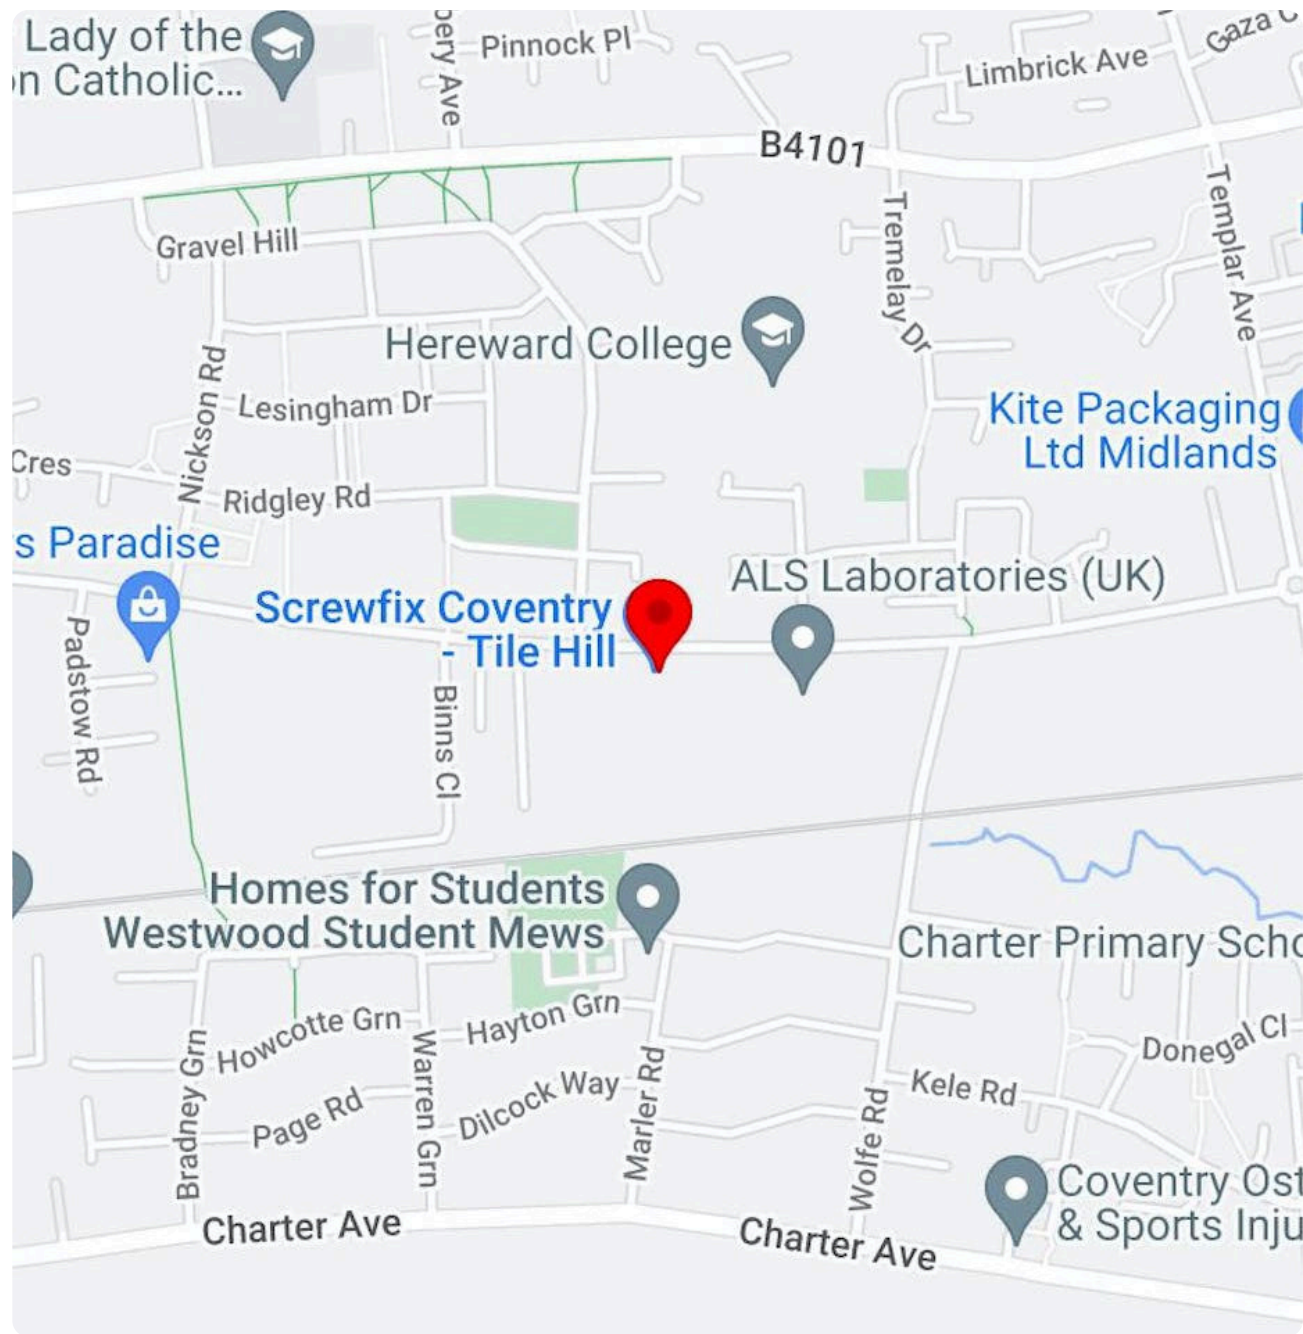 Lady of the
on Catholic...
pery Ave
Pinnock Pl
Limbrick Ave
Gaza C
B4101
Templar Ave
Tremelay Dr
Gravel Hill
Hereward College
Nickson Rd
Lesingham Dr
Kite Packaging
Ltd Midlands
Cres
Ridgley Rd
s Paradise
ALS Laboratories (UK)
Screwfix Coventry
- Tile Hill
Padstow Rd
Binns Cl
Homes for Students
Westwood Student Mews
Charter Primary Scho
Hayton Grn
Howcotte Grn
Donegal Cl
Bradney Grn
Warren Grn
Marler Rd
Dilcock Way
Page Rd
Kele Rd
Wolfe Rd
Coventry Ost
& Sports Inju
Charter Ave
Charter Ave